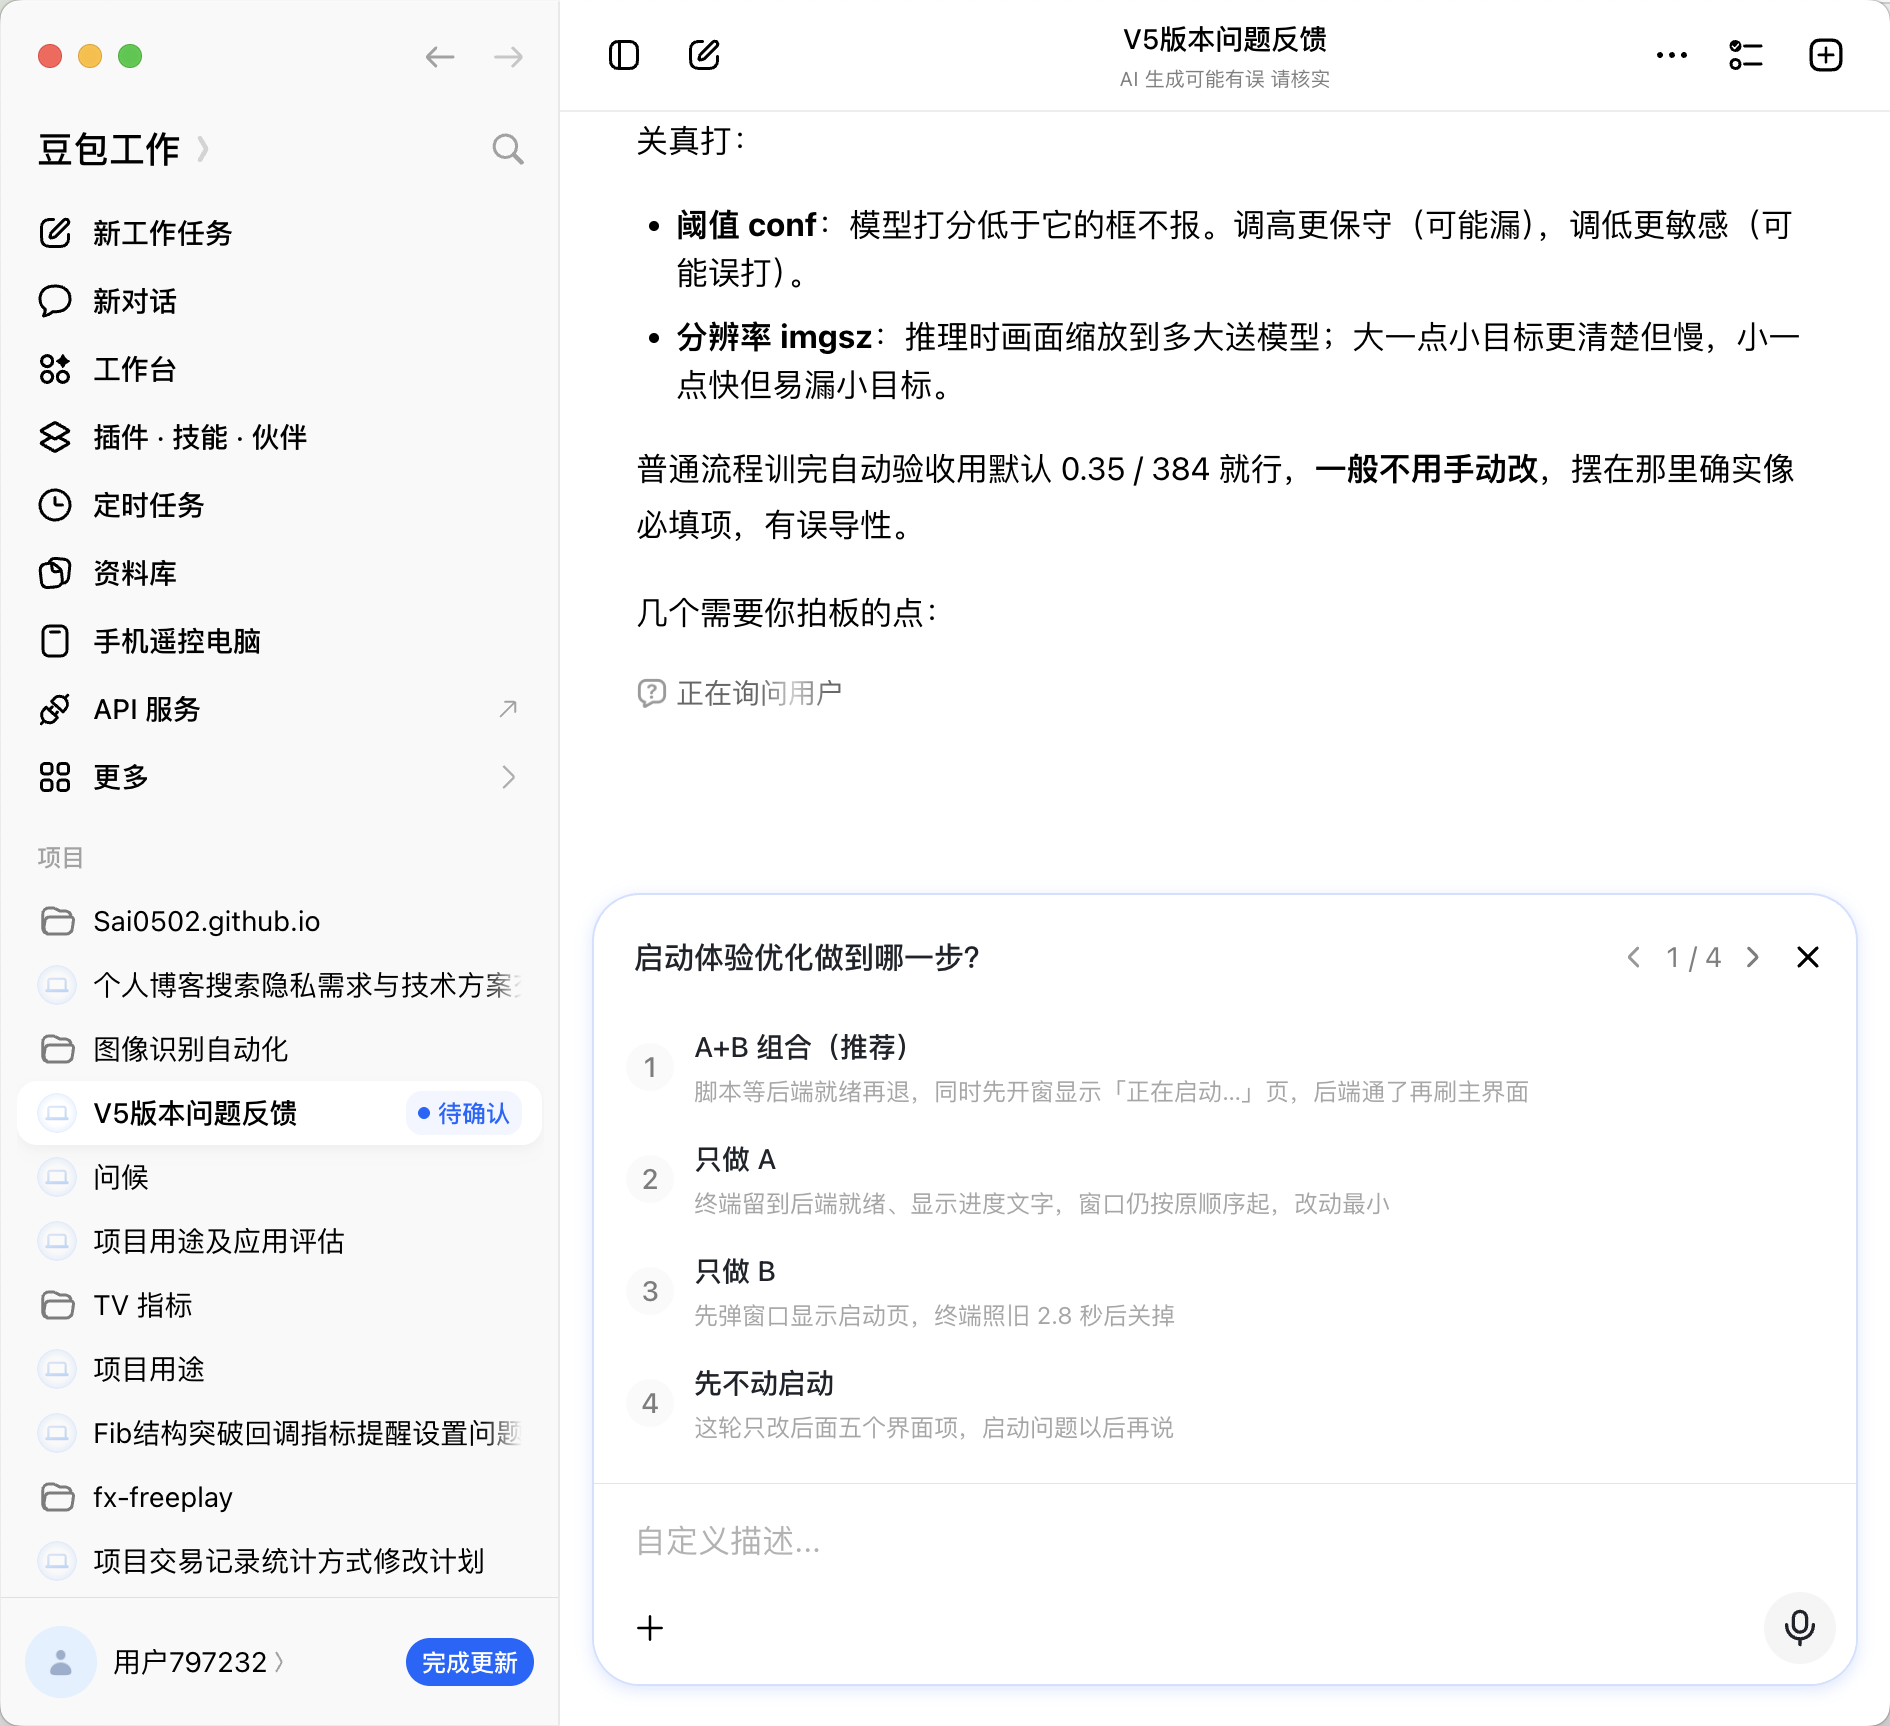 豆包工作
新工作任务
新对话
工作台
插件 · 技能 · 伙伴
定时任务
资料库
手机遥控电脑
API 服务
更多
项目
Sai0502.github.io
个人博客搜索隐私需求与技术方案
图像识别自动化
V5版本问题反馈
待确认
问候
项目用途及应用评估
TV 指标
项目用途
Fib结构突破回调指标提醒设置问题
fx-freeplay
项目交易记录统计方式修改计划
用户797232
完成更新
V5版本问题反馈
AI 生成可能有误 请核实
关真打：
• 阈值 conf：模型打分低于它的框不报。调高更保守（可能漏），调低更敏感（可
能误打）。
• 分辨率 imgsz：推理时画面缩放到多大送模型；大一点小目标更清楚但慢，小一
点快但易漏小目标。
普通流程训完自动验收用默认 0.35 / 384 就行，一般不用手动改，摆在那里确实像
必填项，有误导性。
几个需要你拍板的点：
正在询问用户
启动体验优化做到哪一步？
1 / 4
1
A+B 组合（推荐）
脚本等后端就绪再退，同时先开窗显示「正在启动...」页，后端通了再刷主界面
2
只做 A
终端留到后端就绪、显示进度文字，窗口仍按原顺序起，改动最小
3
只做 B
先弹窗口显示启动页，终端照旧 2.8 秒后关掉
4
先不动启动
这轮只改后面五个界面项，启动问题以后再说
自定义描述...